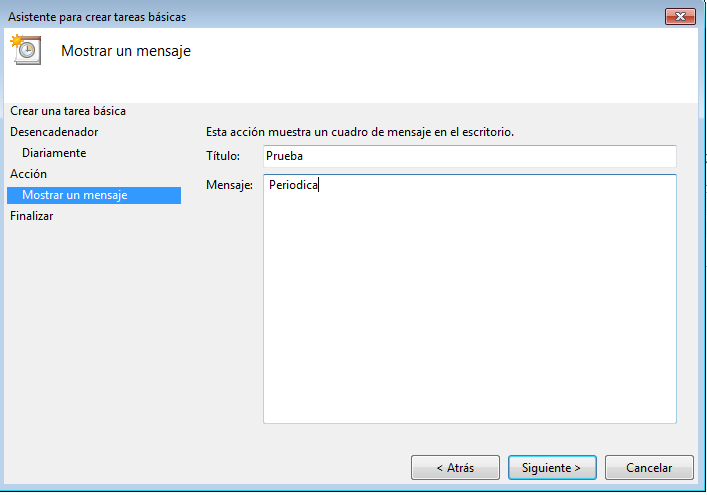 Asistente para crear tareas básicas
Mostrar un mensaje
Crear una tarea básica
Desencadenador
Diariamente
Acción
Mostrar un mensaje
Finalizar
Esta acción muestra un cuadro de mensaje en el escritorio.
Título: Prueba
Mensaje: Periodica
< Atrás Siguiente > Cancelar